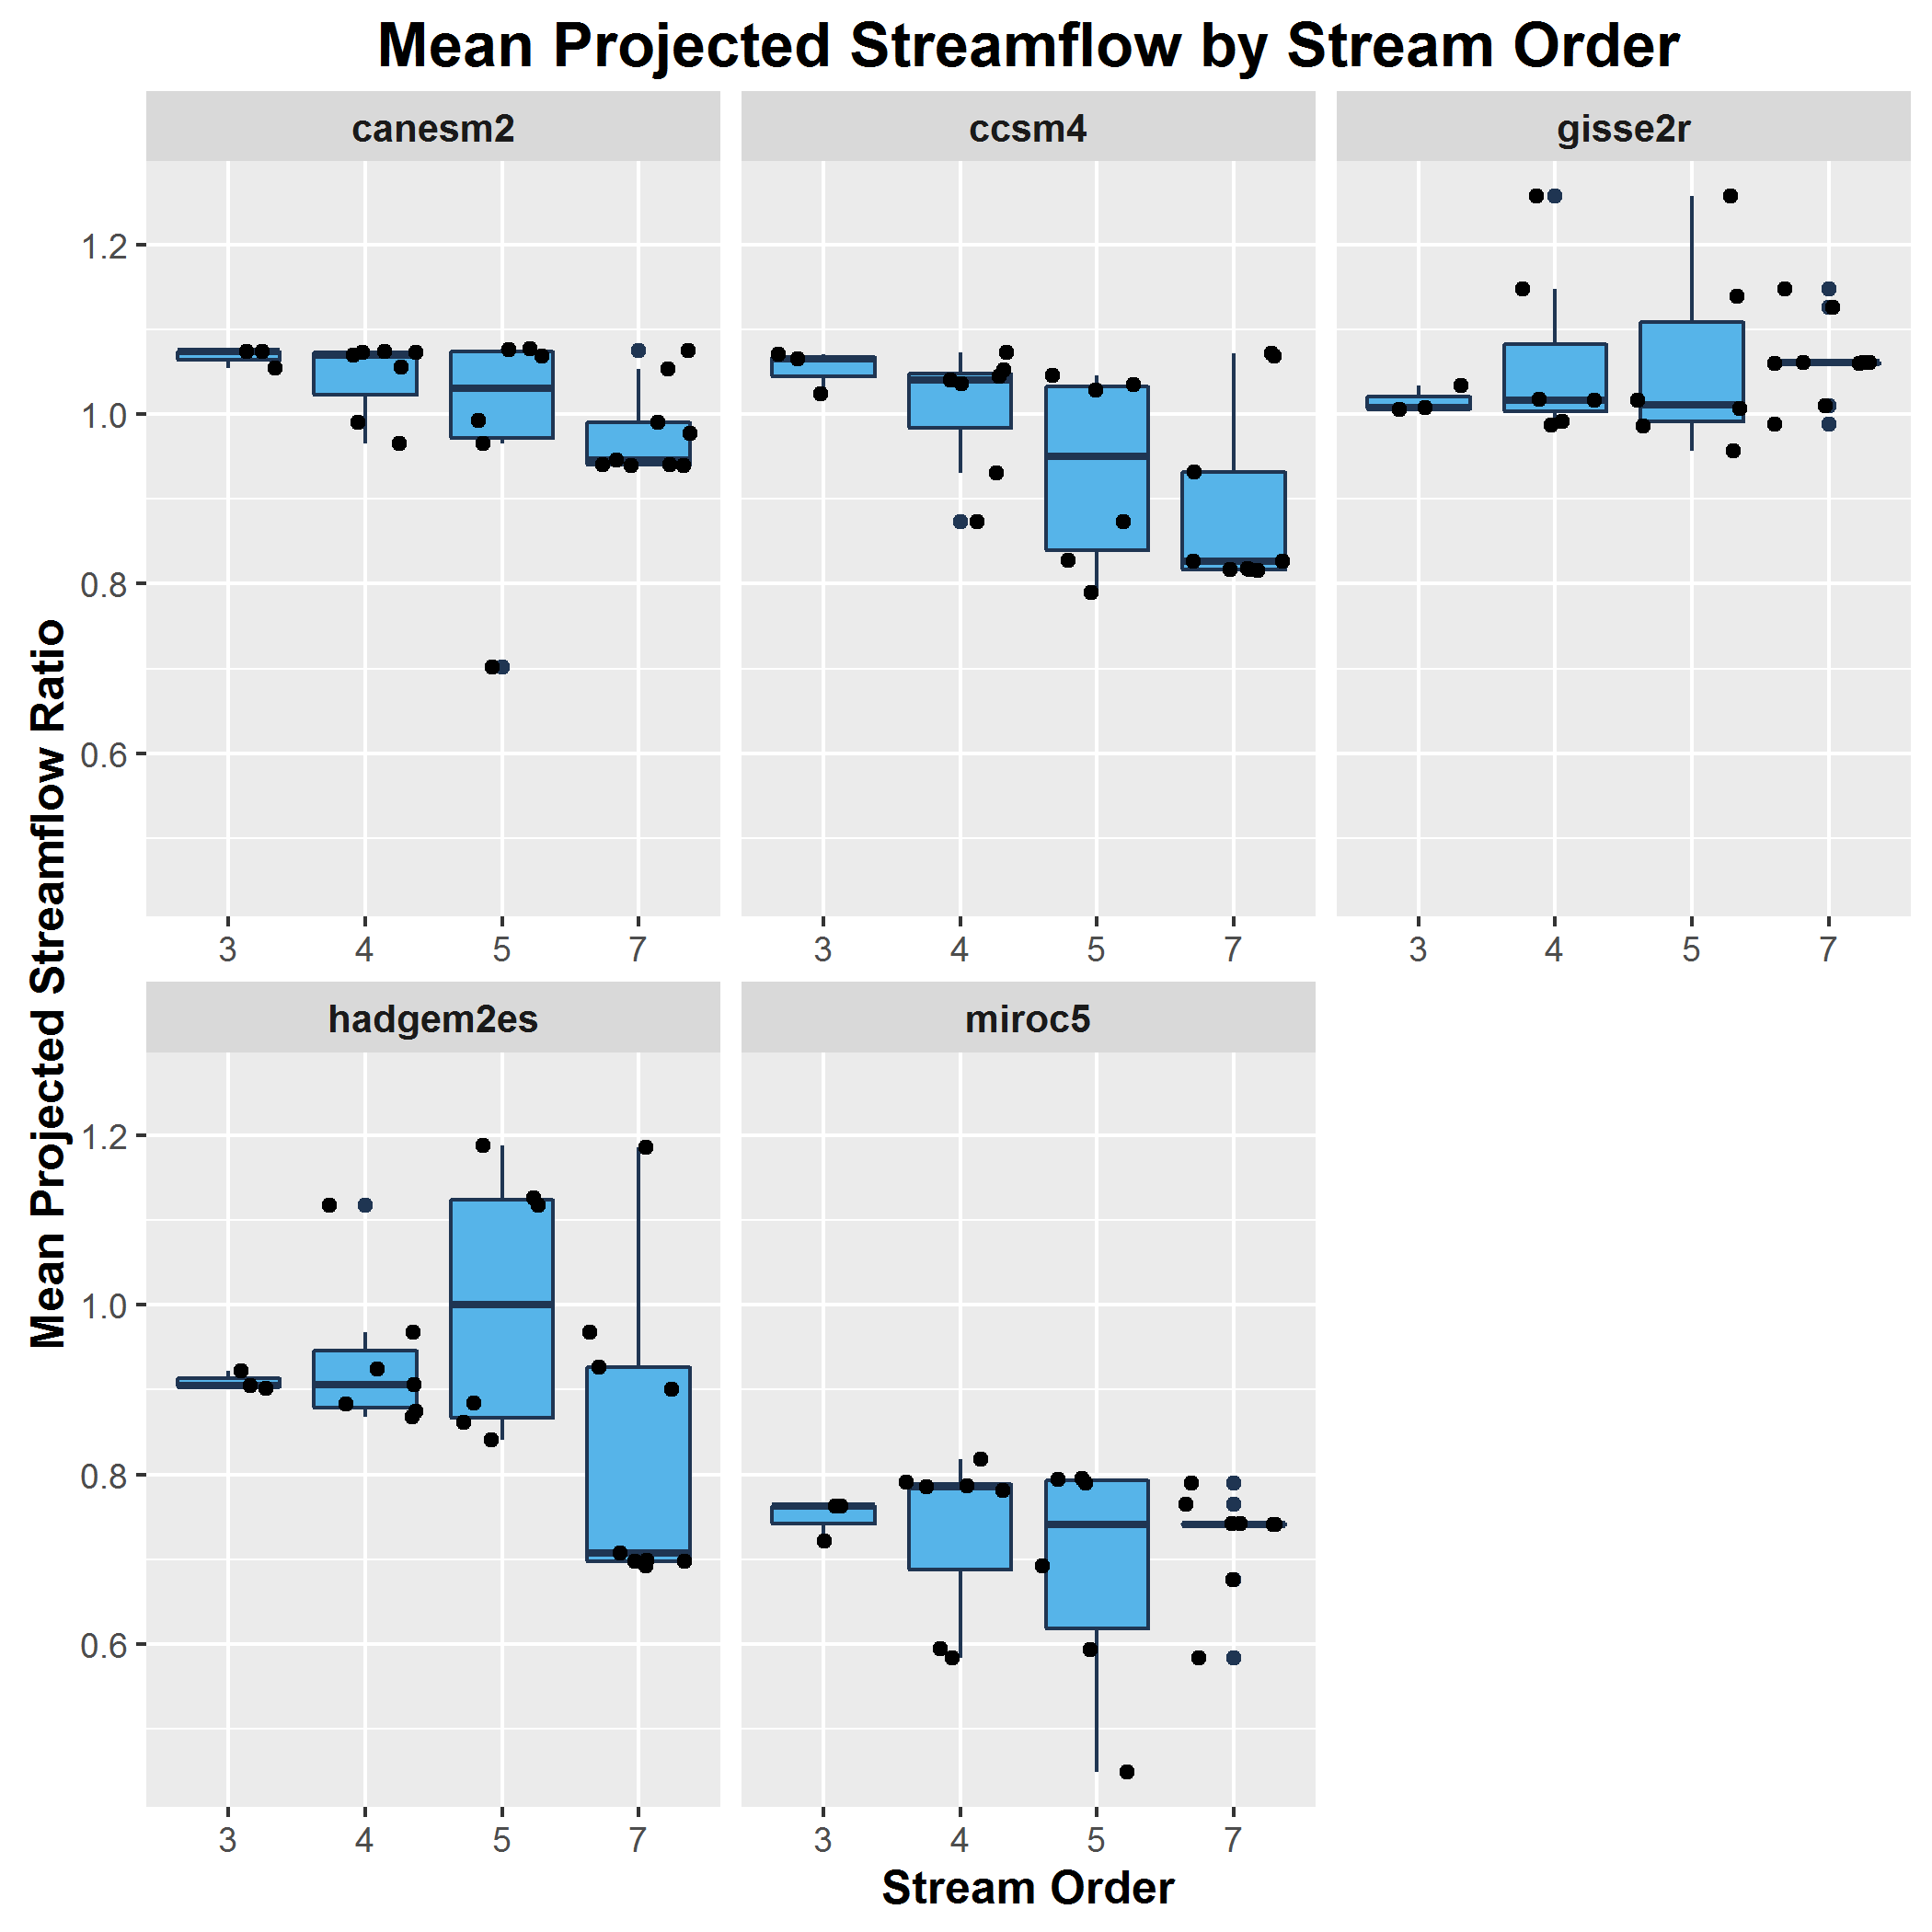 Mean Projected Streamflow by Stream Order
canesm2
ccsm4
gisse2r
1.2
1.0
0.8
0.6
3 4 5 7
3 4 5 7
3 4 5 7
Mean Projected Streamflow Ratio
hadgem2es
miroc5
1.2
1.0
0.8
0.6
3 4 5 7
3 4 5 7
Stream Order